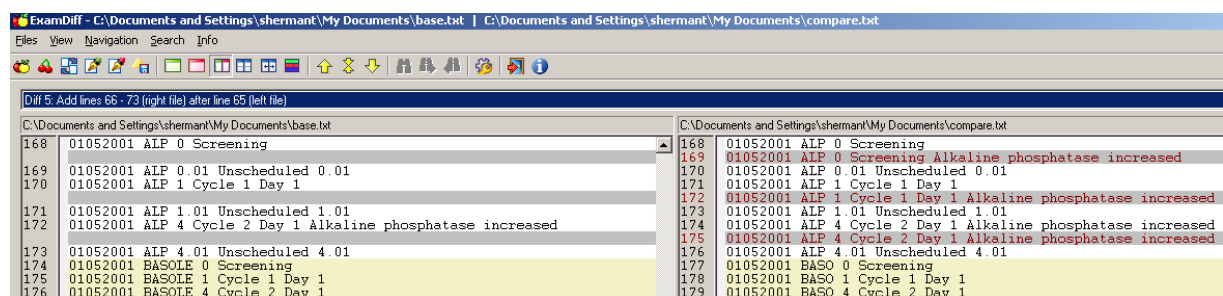 ExamDiff - C:\Documents and Settings\shermant\My Documents\base.txt | C:\Documents and Settings\shermant\My Documents\compare.txt
Files View Navigation Search Info
Diff 5: Add lines 66 - 73 (right file) after line 65 (left file)
C:\Documents and Settings\shermant\My Documents\base.txt
168 01052001 ALP 0 Screening
169 01052001 ALP 0.01 Unscheduled 0.01
170 01052001 ALP 1 Cycle 1 Day 1
171 01052001 ALP 1.01 Unscheduled 1.01
172 01052001 ALP 4 Cycle 2 Day 1 Alkaline phosphatase increased
173 01052001 ALP 4.01 Unscheduled 4.01
174 01052001 BASOLE 0 Screening
175 01052001 BASOLE 1 Cycle 1 Day 1
176 01052001 BASOLE 4 Cycle 2 Day 1
C:\Documents and Settings\shermant\My Documents\compare.txt
168 01052001 ALP 0 Screening
169 01052001 ALP 0 Screening Alkaline phosphatase increased
170 01052001 ALP 0.01 Unscheduled 0.01
171 01052001 ALP 1 Cycle 1 Day 1
172 01052001 ALP 1 Cycle 1 Day 1 Alkaline phosphatase increased
173 01052001 ALP 1.01 Unscheduled 1.01
174 01052001 ALP 4 Cycle 2 Day 1 Alkaline phosphatase increased
175 01052001 ALP 4 Cycle 2 Day 1 Alkaline phosphatase increased
176 01052001 ALP 4.01 Unscheduled 4.01
177 01052001 BASO 0 Screening
178 01052001 BASO 1 Cycle 1 Day 1
179 01052001 BASO 4 Cycle 2 Day 1